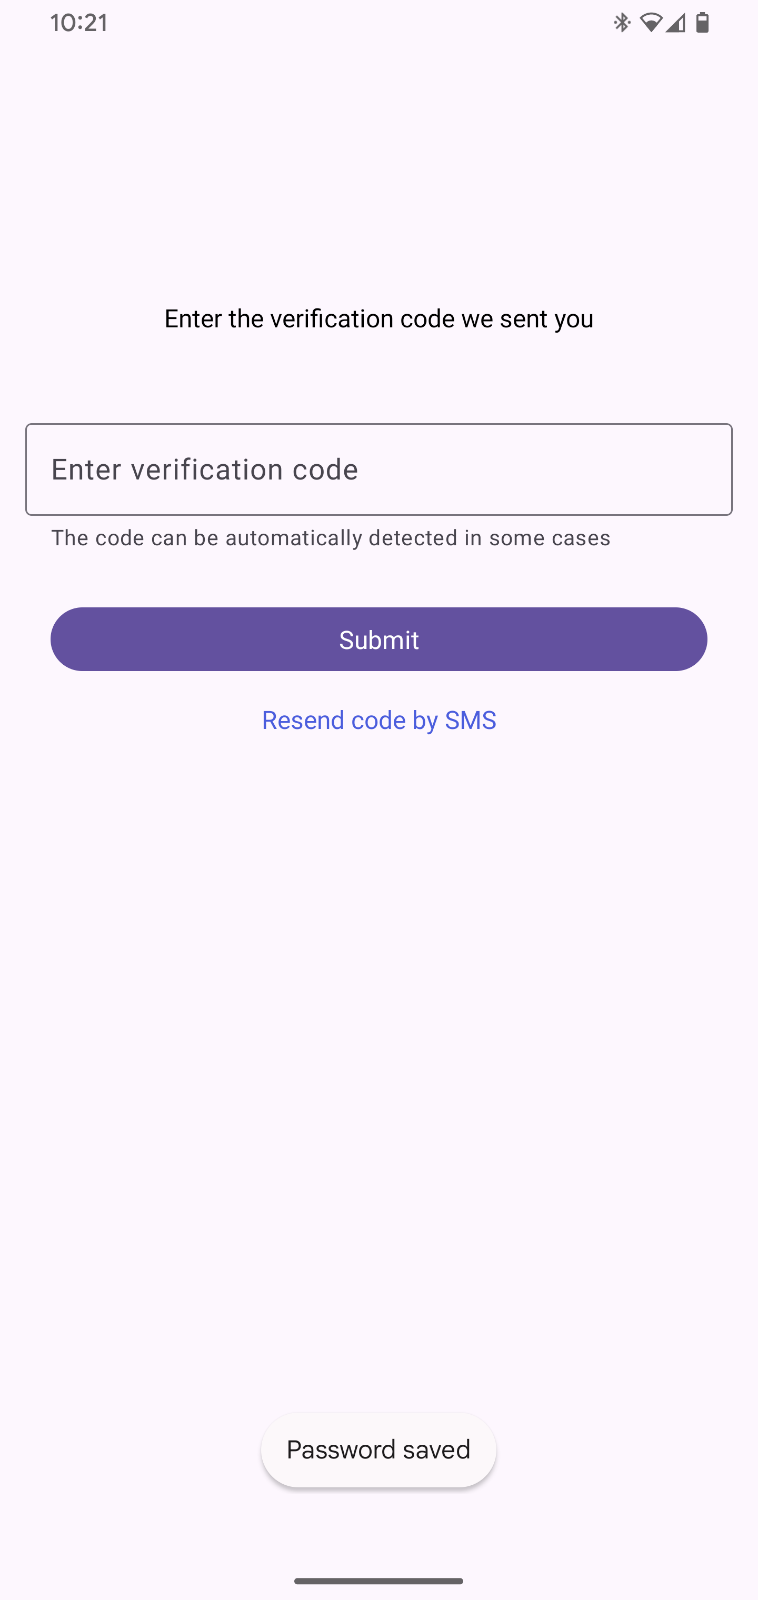 10:21
Enter the verification code we sent you
Enter verification code
The code can be automatically detected in some cases
Submit
Resend code by SMS
Password saved